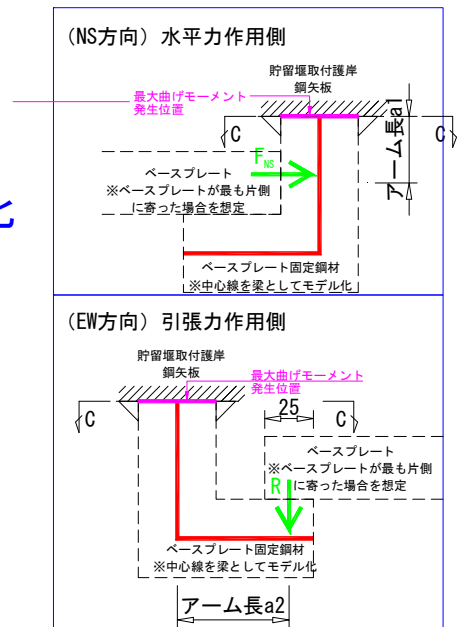 (NS方向) 水平力作用側
貯留堰取付護岸
鋼矢板
最大曲げモーメント
発生位置
C
C
アーム長a1
F_NS
ベースプレート
※ベースプレートが最も片側
に寄った場合を想定
化
ベースプレート固定鋼材
※中心線を梁としてモデル化
(EW方向) 引張力作用側
貯留堰取付護岸
鋼矢板
最大曲げモーメント
発生位置
C
25
C
ベースプレート
※ベースプレートが最も片側
に寄った場合を想定
R
ベースプレート固定鋼材
※中心線を梁としてモデル化
アーム長a2